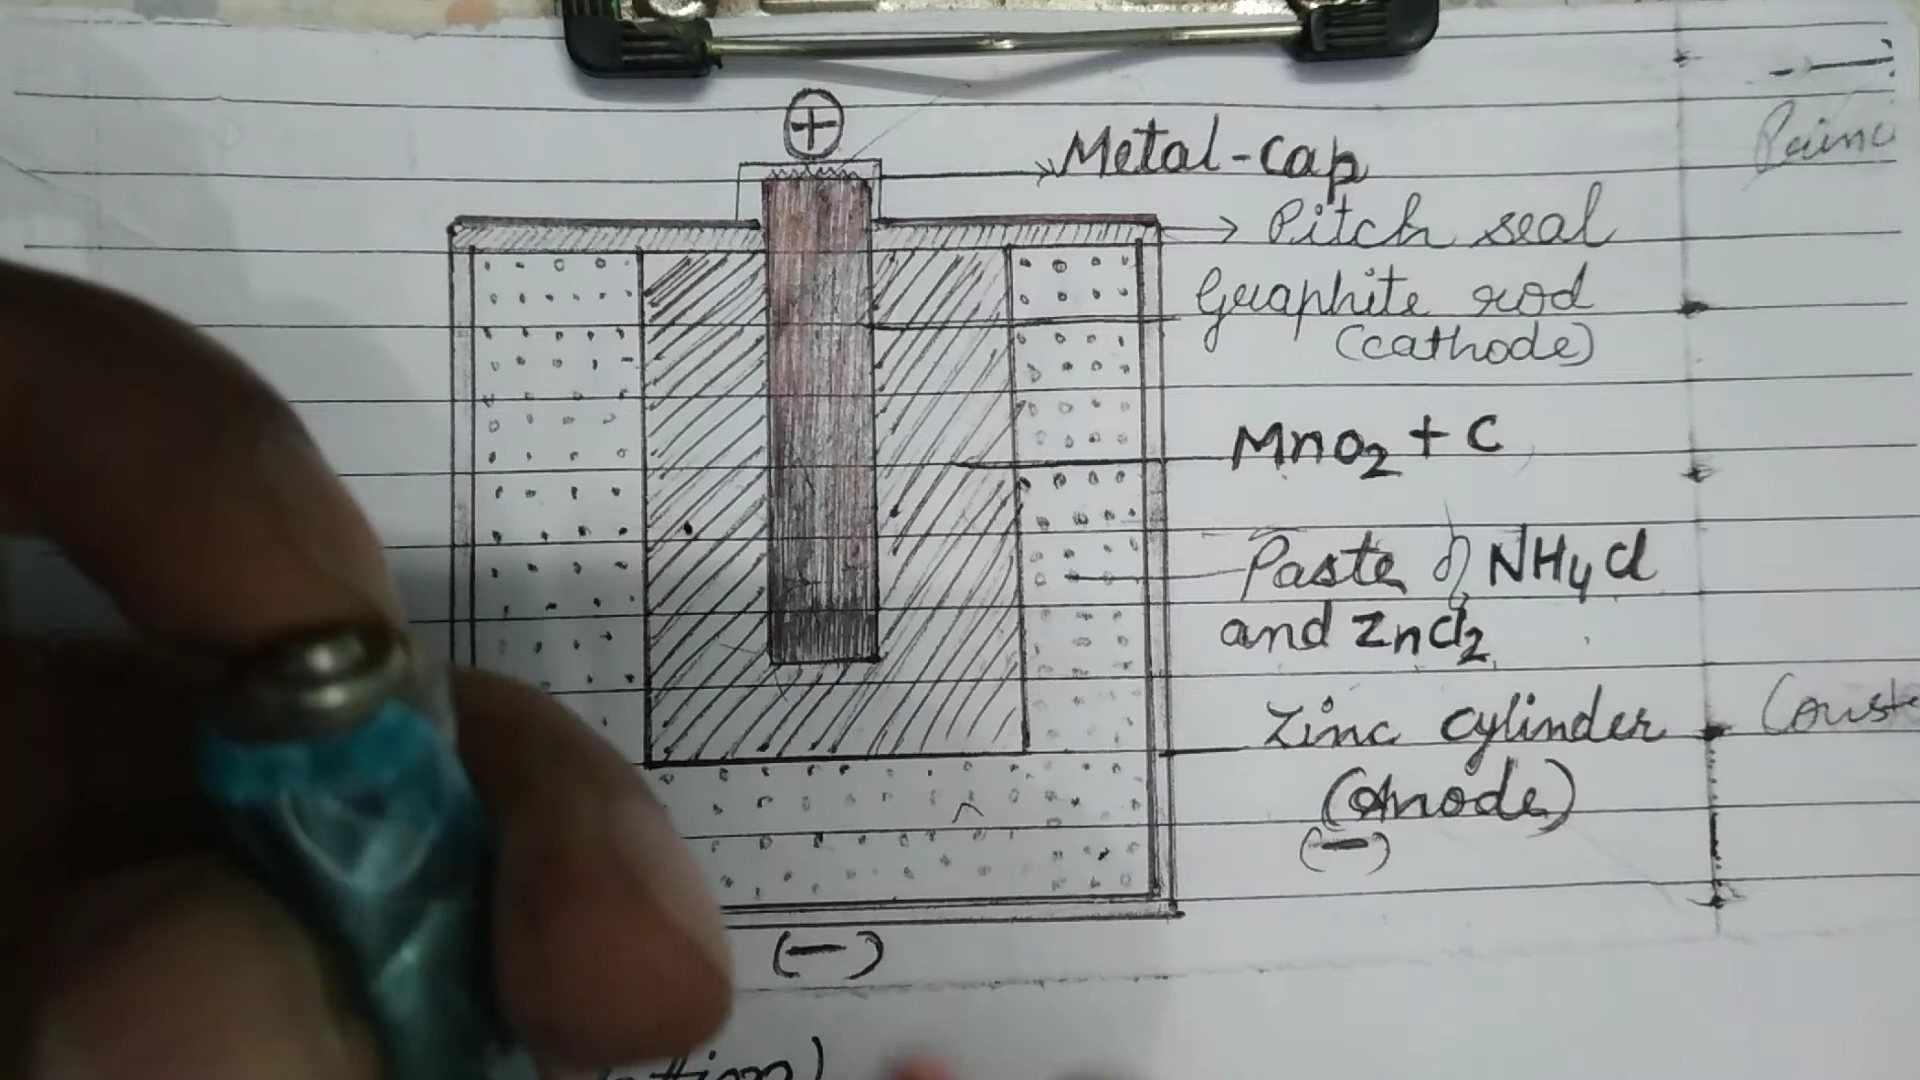 +
Metal-cap
Pitch seal
Graphite rod
(cathode)
MnO2 + C
Paste of NH4Cl
and ZnCl2
Zinc cylinder
(Anode)
(-)
(-)